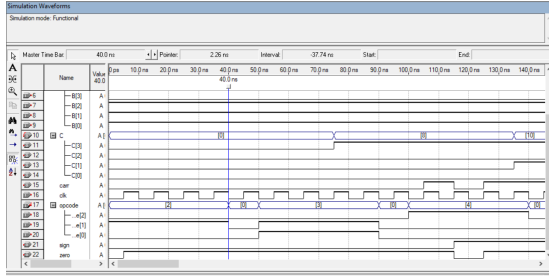 Simulation Waveforms
Simulation mode: Functional
Master Time Bar: 40.0 ns Pointer: 2.26 ns Interval: -37.74 ns Start: End:
Name Value 40.0 0 ps 10.0 ns 20.0 ns 30.0 ns 40.0 ns 50.0 ns 60.0 ns 70.0 ns 80.0 ns 90.0 ns 100.0 ns 110.0 ns 120.0 ns 130.0 ns 140.0 ns
40.0 ns
6 B[3] A
7 B[2] A
8 B[1] A
9 B[0] A
10 C A [ [0] [10]
11 C[3] A
12 C[2] A
13 C[1] A
14 C[0] A
15 carr A
16 clk A
17 opcode A [ [2] [0] [3] [0] [4] [0]
18 ...e[2] A
19 ...e[1] A
20 ...e[0] A
21 sign A
22 zero A